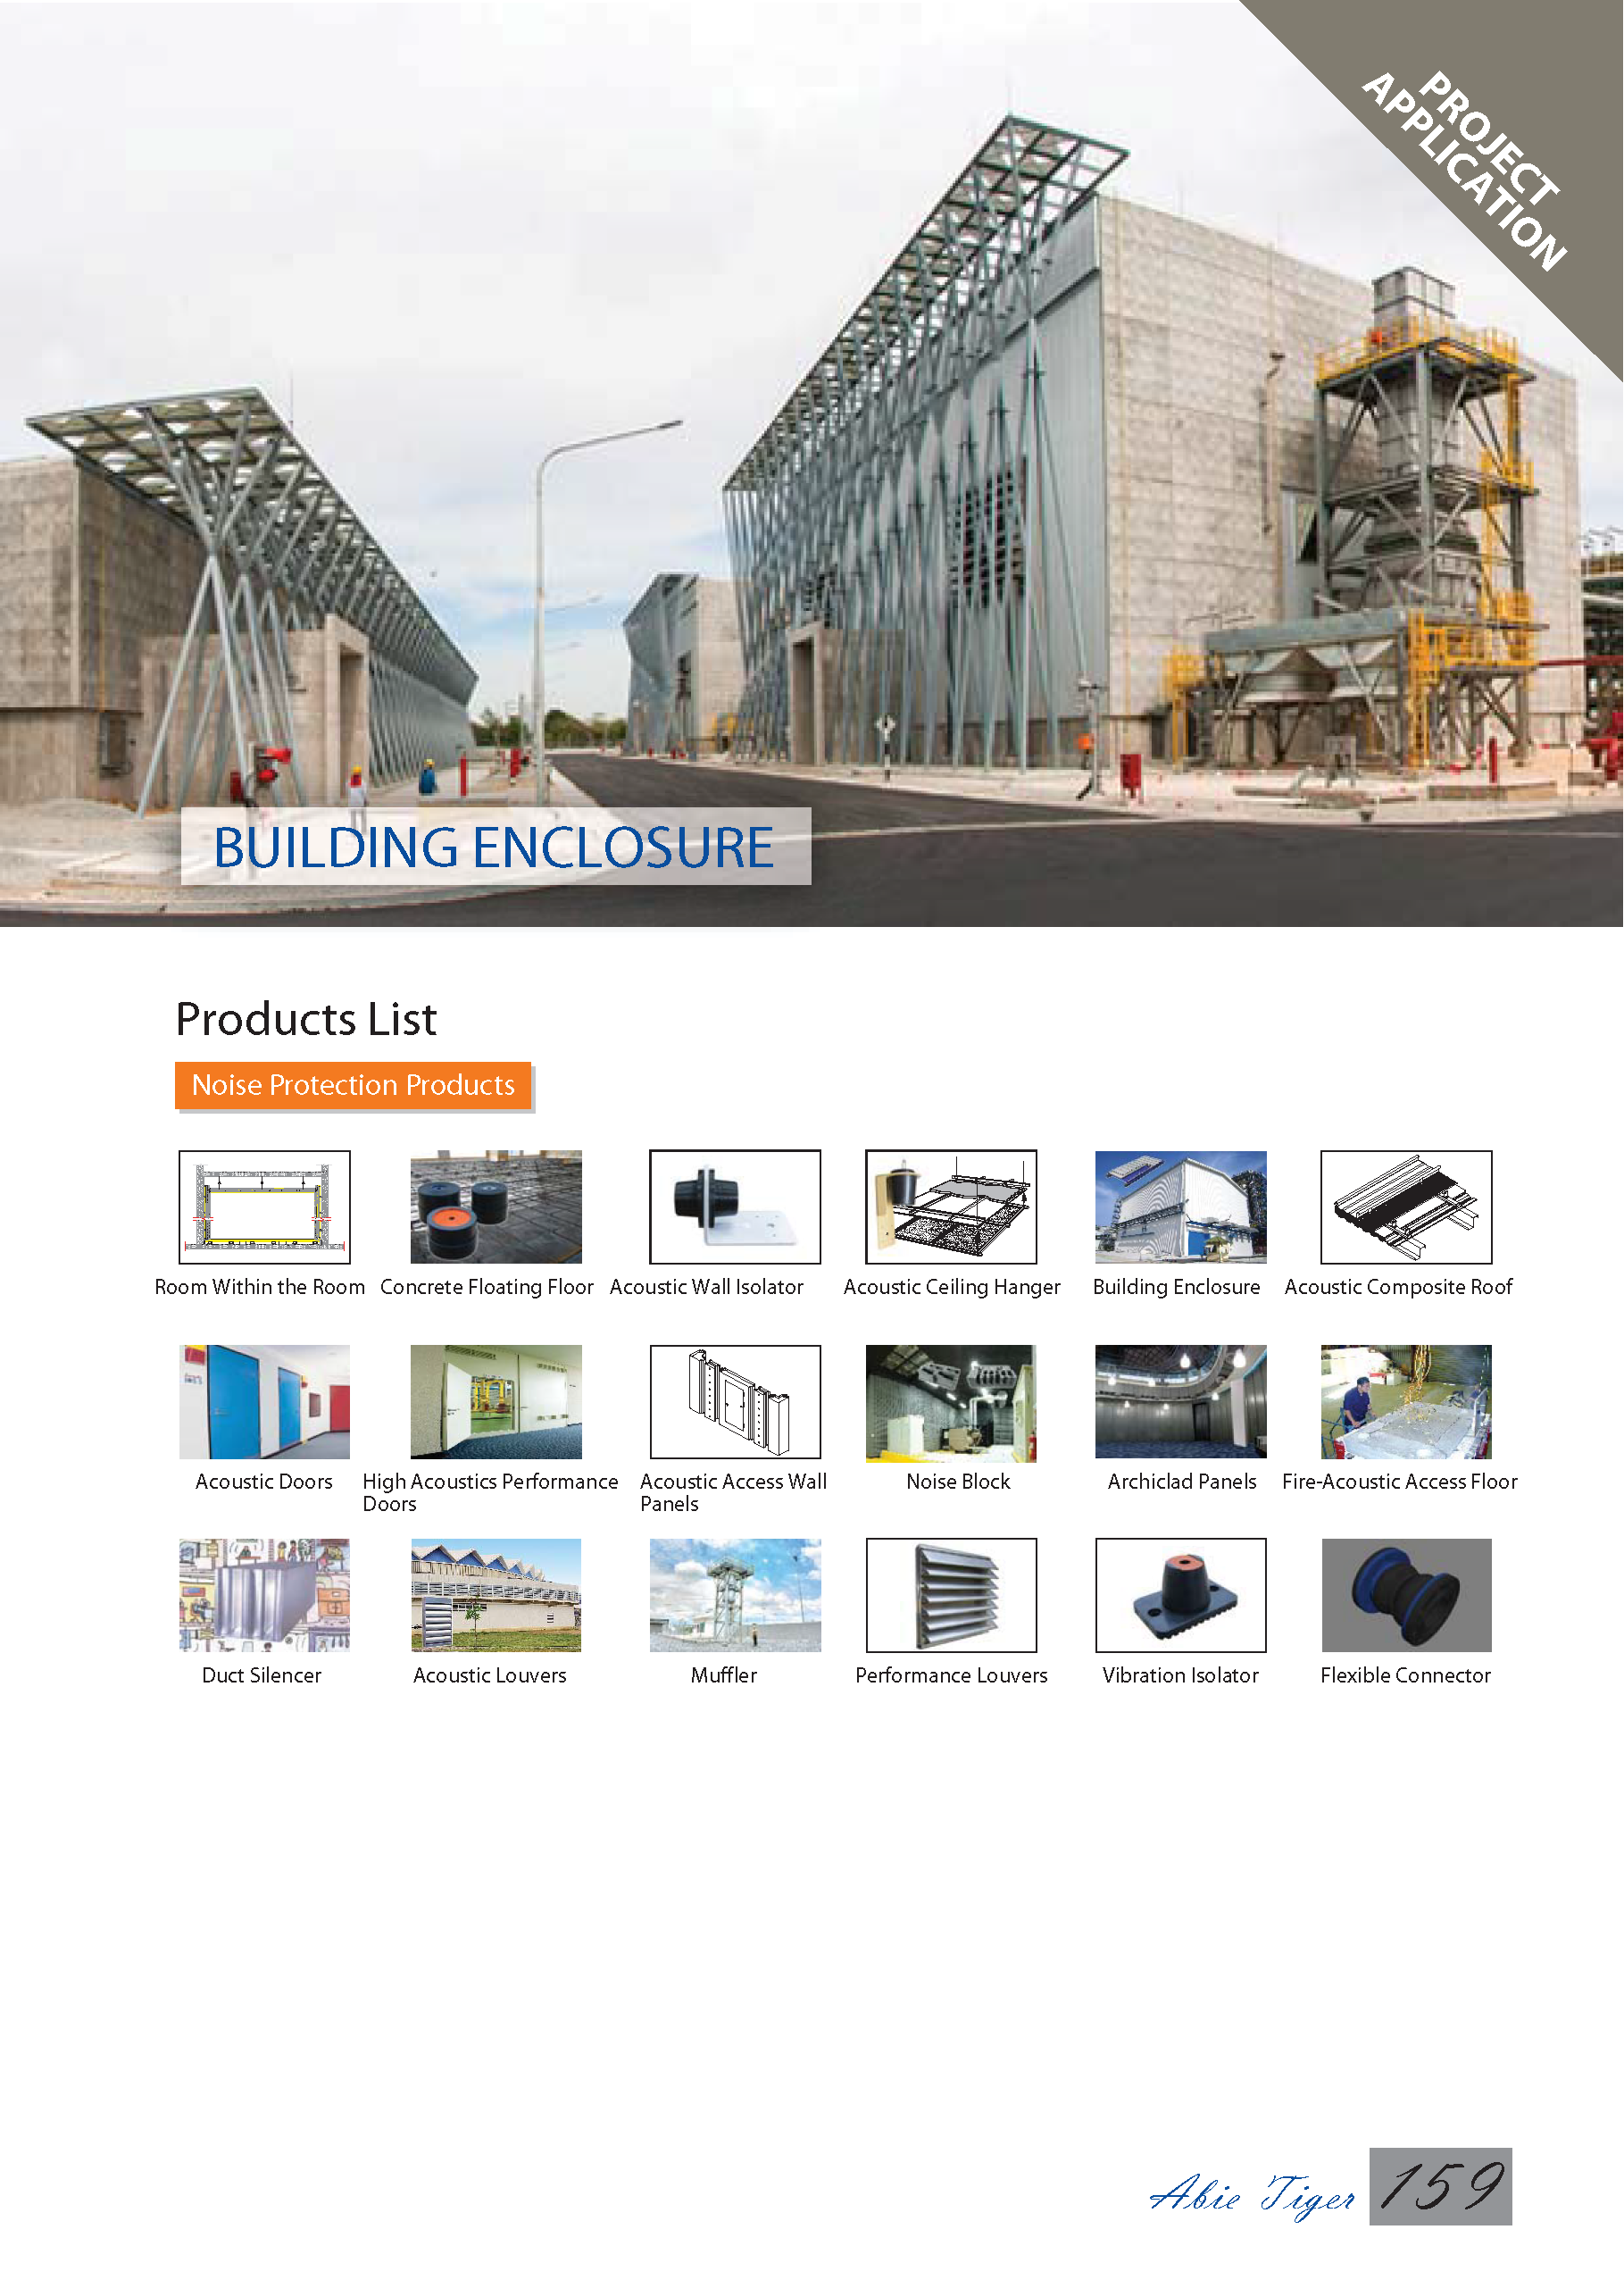 PROJECT
APPLICATION
BUILDING ENCLOSURE
Products List
Noise Protection Products
Room Within the Room
Concrete Floating Floor
Acoustic Wall Isolator
Acoustic Ceiling Hanger
Building Enclosure
Acoustic Composite Roof
Acoustic Doors
High Acoustics Performance
Doors
Acoustic Access Wall
Panels
Noise Block
Archiclad Panels
Fire-Acoustic Access Floor
Duct Silencer
Acoustic Louvers
Muffler
Performance Louvers
Vibration Isolator
Flexible Connector
Abie Tiger 159